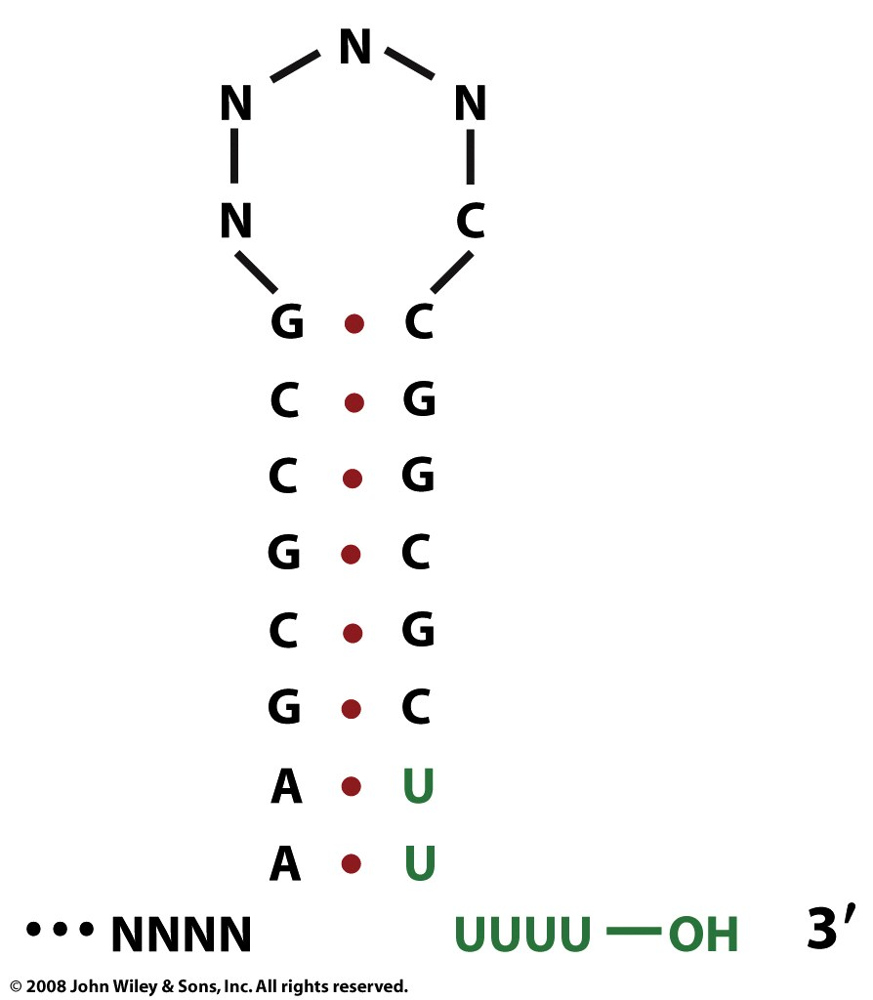 N
N N
N C
G • C
C • G
C • G
G • C
C • G
G • C
A • U
A • U
•••NNNN UUUU—OH 3′
© 2008 John Wiley & Sons, Inc. All rights reserved.